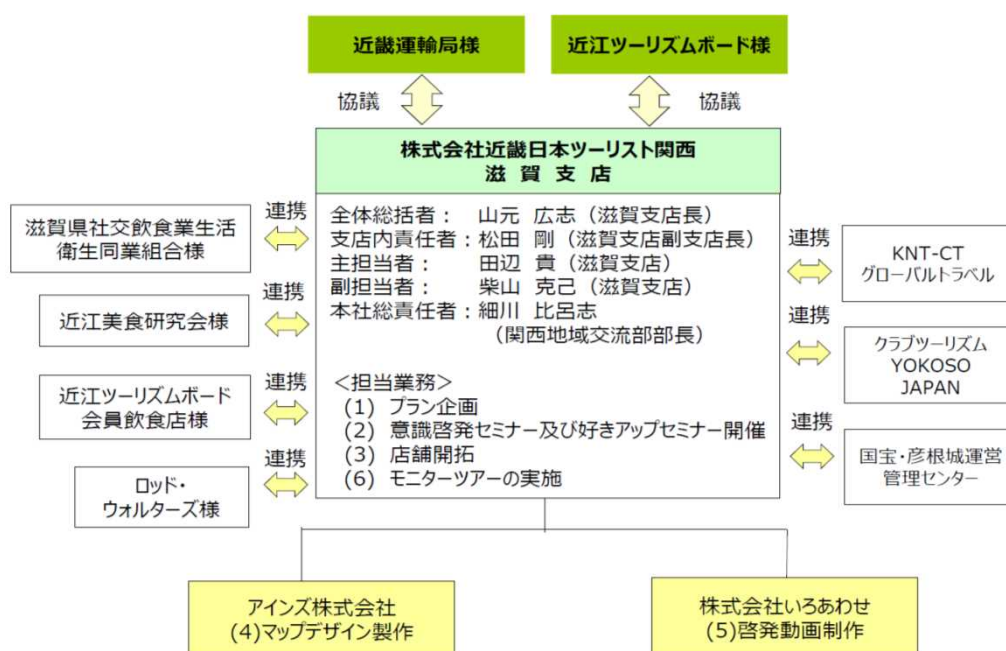 近畿運輸局様
近江ツーリズムボード様
協議
協議
株式会社近畿日本ツーリスト関西
滋 賀 支 店
全体総括者： 山元 広志（滋賀支店長）
支店内責任者：松田 剛（滋賀支店副支店長）
主担当者： 田辺 貴（滋賀支店）
副担当者： 柴山 克己（滋賀支店）
本社総責任者：細川 比呂志
（関西地域交流部部長）
＜担当業務＞
(1) プラン企画
(2) 意識啓発セミナー及び好きアップセミナー開催
(3) 店舗開拓
(6) モニターツアーの実施
連携
滋賀県社交飲食業生活
衛生同業組合様
連携
近江美食研究会様
連携
近江ツーリズムボード
会員飲食店様
連携
ロッド・
ウォルターズ様
連携
KNT-CT
グローバルトラベル
連携
クラブツーリズム
YOKOSO
JAPAN
連携
国宝・彦根城運営
管理センター
アインズ株式会社
(4)マップデザイン製作
株式会社いろあわせ
(5)啓発動画制作